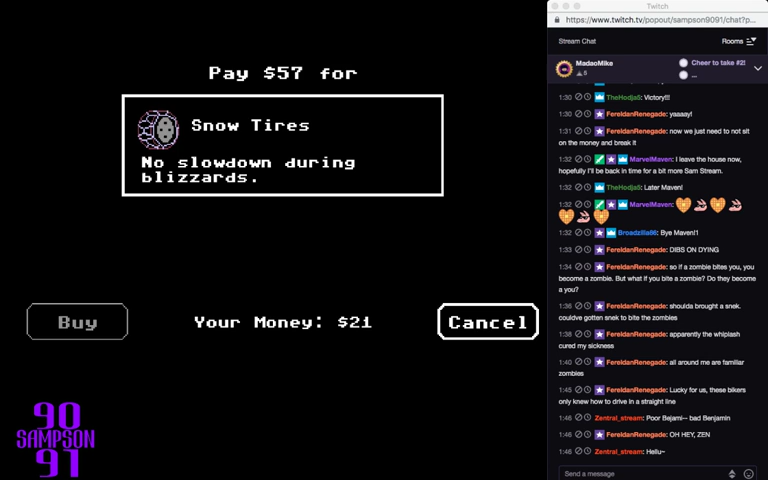 Pay $57 for
Snow Tires
No slowdown during
blizzards.
Buy
Your Money: $21
Cancel
90
SAMPSON
91
Twitch
https://www.twitch.tv/popout/sampson9091/chat?p...
Stream Chat
Rooms
MadaoMike
6
Cheer to take #2!
...
1:30 TheHodja5: Victory!!!
1:30 FereldanRenegade: yaaaay!
1:31 FereldanRenegade: now we just need to not sit
on the money and break it
1:32 MarvelMaven: I leave the house now,
hopefully I'll be back in time for a bit more Sam Stream.
1:32 TheHodja5: Later Maven!
1:32 MarvelMaven:
1:32 Broadzilla86: Bye Maven!1
1:33 FereldanRenegade: DIBS ON DYING
1:34 FereldanRenegade: so if a zombie bites you, you
become a zombie. But what if you bite a zombie? Do they become
a you?
1:36 FereldanRenegade: shoulda brought a snek.
couldve gotten snek to bite the zombies
1:38 FereldanRenegade: apparently the whiplash
cured my sickness
1:40 FereldanRenegade: all around me are familiar
zombies
1:45 FereldanRenegade: Lucky for us, these bikers
only knew how to drive in a straight line
1:46 Zentral_stream: Poor Bejami-- bad Benjamin
1:46 FereldanRenegade: OH HEY, ZEN
1:46 Zentral_stream: Hellu~
Send a message